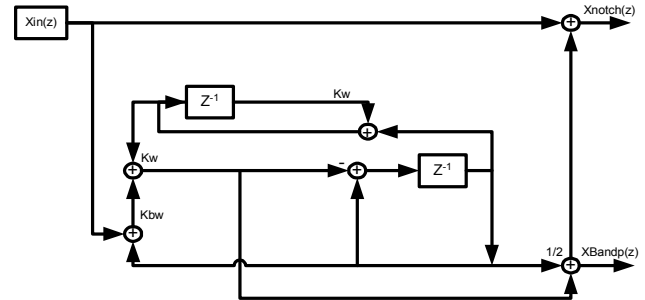 Xin(z)
+
Xnotch(z)
Z-1
Kw
+
Kw
+
-
+
Z-1
Kbw
+
1/2
+
XBandp(z)